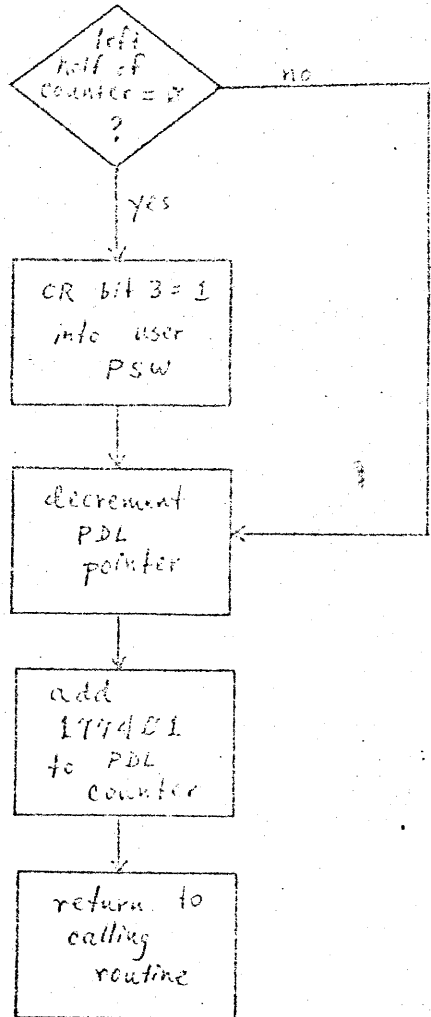 left
half of
counter = 0
?
no
yes
CR bit 3 = 1
into user
PSW
decrement
PDL
pointer
add
177401
to PDL
counter
return to
calling
routine